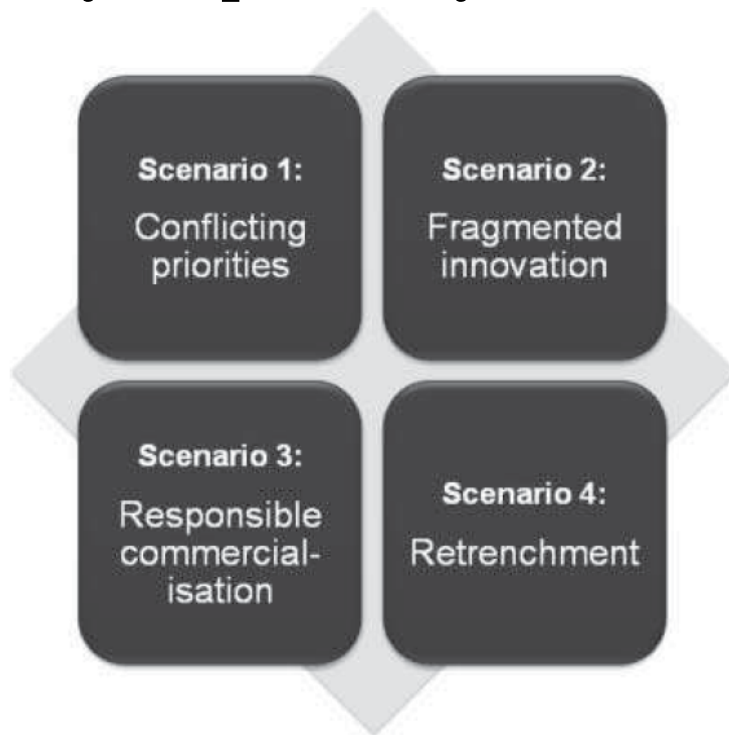 Scenario 1:
Conflicting
priorities
Scenario 2:
Fragmented
innovation
Scenario 3:
Responsible
commercial-
isation
Scenario 4:
Retrenchment